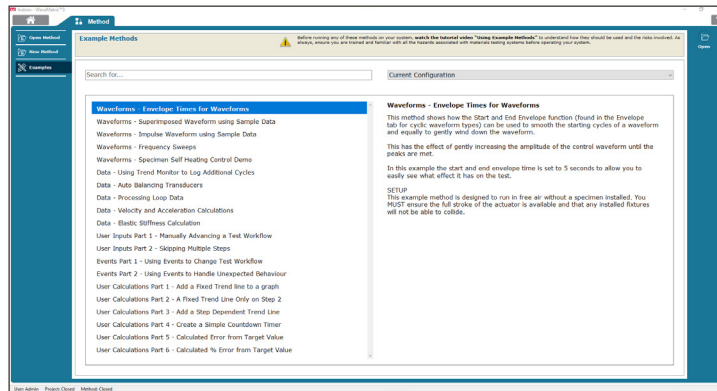 Admin - WaveMatrix™3
Method
Open Method
New Method
Examples
Example Methods
Before running any of these methods on your system, watch the tutorial video "Using Example Methods" to understand how they should be used and the risks involved. As
always, ensure you are trained and familiar with all the hazards associated with materials testing systems before operating your system.
Open
Search for...
Current Configuration
Waveforms - Envelope Times for Waveforms
Waveforms - Superimposed Waveform using Sample Data
Waveforms - Impulse Waveform using Sample Data
Waveforms - Frequency Sweeps
Waveforms - Specimen Self Heating Control Demo
Data - Using Trend Monitor to Log Additional Cycles
Data - Auto Balancing Transducers
Data - Processing Loop Data
Data - Velocity and Acceleration Calculations
Data - Elastic Stiffness Calculation
User Inputs Part 1 - Manually Advancing a Test Workflow
User Inputs Part 2 - Skipping Multiple Steps
Events Part 1 - Using Events to Change Test Workflow
Events Part 2 - Using Events to Handle Unexpected Behaviour
User Calculations Part 1 - Add a Fixed Trend line to a graph
User Calculations Part 2 - A Fixed Trend Line Only on Step 2
User Calculations Part 3 - Add a Step Dependent Trend Line
User Calculations Part 4 - Create a Simple Countdown Timer
User Calculations Part 5 - Calculated Error from Target Value
User Calculations Part 6 - Calculated % Error from Target Value
Waveforms - Envelope Times for Waveforms
This method shows how the Start and End Envelope function (found in the Envelope
tab for cyclic waveform types) can be used to smooth the starting cycles of a waveform
and equally to gently wind down the waveform.
This has the effect of gently increasing the amplitude of the control waveform until the
peaks are met.
In this example the start and end envelope time is set to 5 seconds to allow you to
easily see what effect it has on the test.
SETUP
This example method is designed to run in free air without a specimen installed. You
MUST ensure the full stroke of the actuator is available and that any installed fixtures
will not be able to collide.
User: Admin Project: Closed Method: Closed